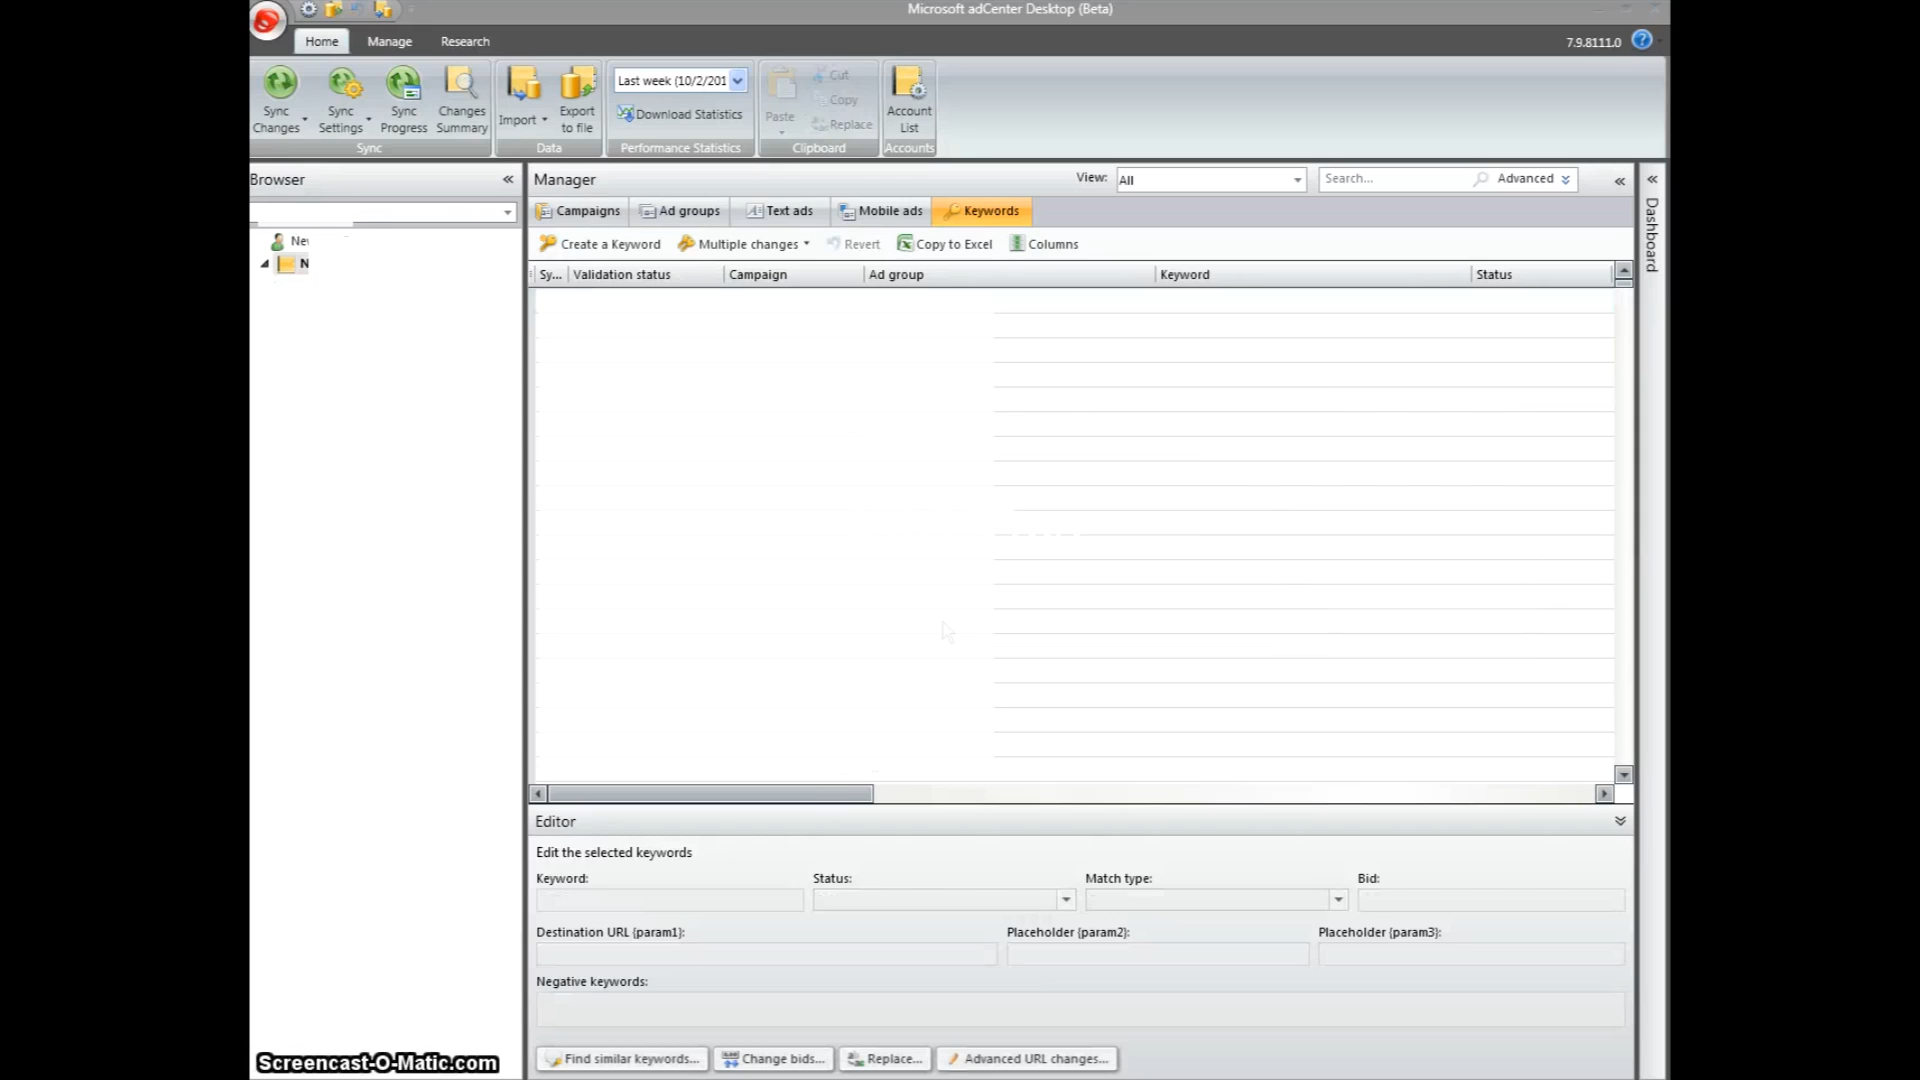 Microsoft adCenter Desktop (Beta)
Home Manage Research
7.9.8111.0
Sync Changes
Sync Settings
Sync Progress
Changes Summary
Sync
Import
Export to file
Data
Last week (10/2/201
Download Statistics
Performance Statistics
Paste
Cut
Copy
Replace
Clipboard
Account List
Accounts
Browser
Nev
N
Manager
View: All
Search...
Advanced
Dashboard
Campaigns Ad groups Text ads Mobile ads Keywords
Create a Keyword Multiple changes Revert Copy to Excel Columns
Sy... Validation status Campaign Ad group Keyword Status
Editor
Edit the selected keywords
Keyword: Status: Match type: Bid:
Destination URL {param1}: Placeholder {param2}: Placeholder {param3}:
Negative keywords:
Find similar keywords... Change bids... Replace... Advanced URL changes...
Screencast-O-Matic.com